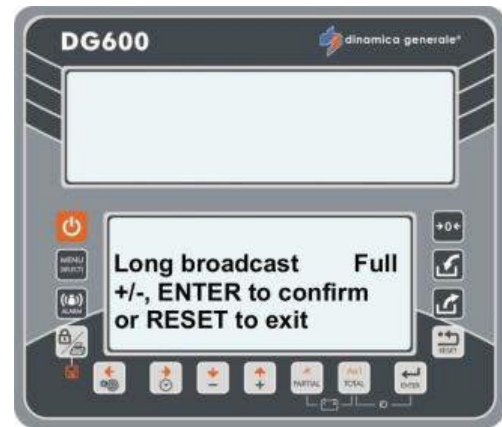 DG600
dinamica generale®
→0←
MENU
ALARM
Long broadcast Full
+/-, ENTER to confirm
or RESET to exit
RESET
PARTIAL
TOTAL
ENTER